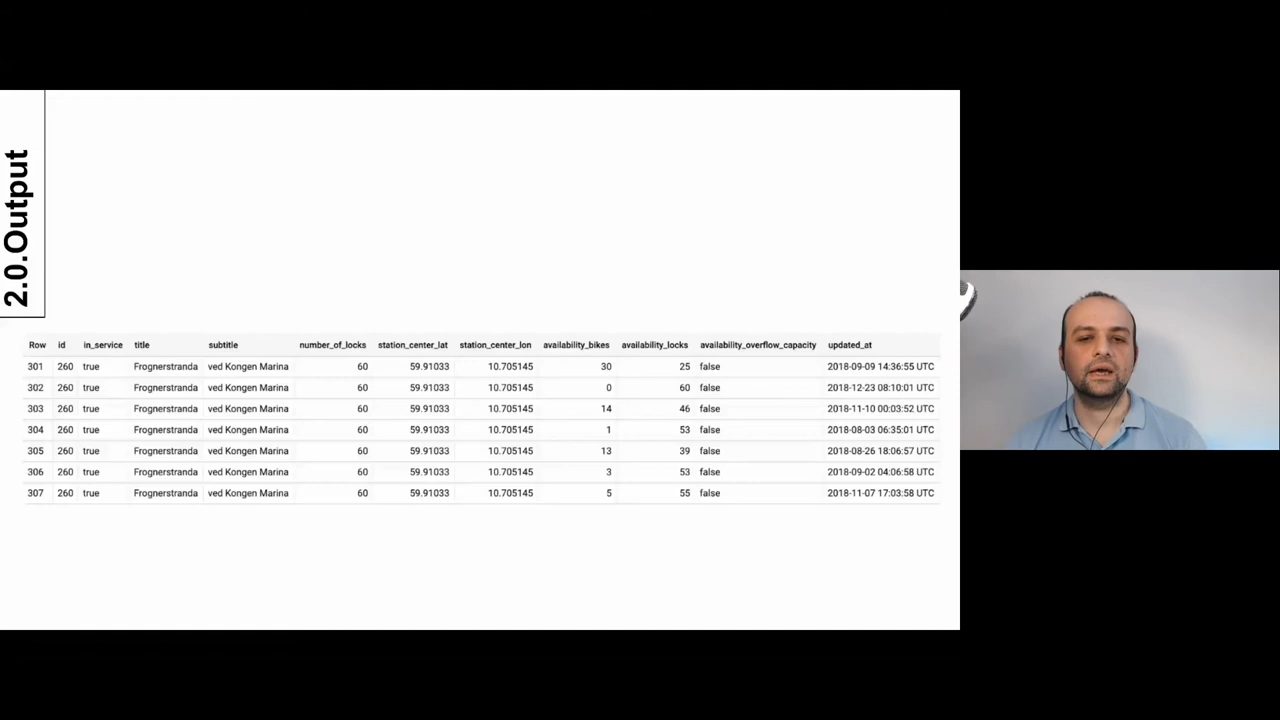 2.0.Output
Row id in_service title subtitle number_of_locks station_center_lat station_center_lon availability_bikes availability_locks availability_overflow_capacity updated_at
301 260 true Frognerstranda ved Kongen Marina 60 59.91033 10.705145 30 25 false 2018-09-09 14:36:55 UTC
302 260 true Frognerstranda ved Kongen Marina 60 59.91033 10.705145 0 60 false 2018-12-23 08:10:01 UTC
303 260 true Frognerstranda ved Kongen Marina 60 59.91033 10.705145 14 46 false 2018-11-10 00:03:52 UTC
304 260 true Frognerstranda ved Kongen Marina 60 59.91033 10.705145 1 53 false 2018-08-03 06:35:01 UTC
305 260 true Frognerstranda ved Kongen Marina 60 59.91033 10.705145 13 39 false 2018-08-26 18:06:57 UTC
306 260 true Frognerstranda ved Kongen Marina 60 59.91033 10.705145 3 53 false 2018-09-02 04:06:58 UTC
307 260 true Frognerstranda ved Kongen Marina 60 59.91033 10.705145 5 55 false 2018-11-07 17:03:58 UTC